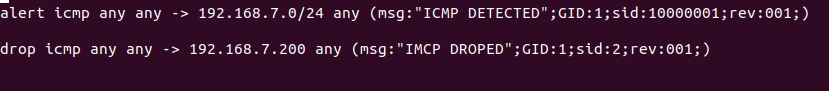 alert icmp any any -> 192.168.7.0/24 any (msg:"ICMP DETECTED";GID:1;sid:10000001;rev:001;)
drop icmp any any -> 192.168.7.200 any (msg:"IMCP DROPED";GID:1;sid:2;rev:001;)